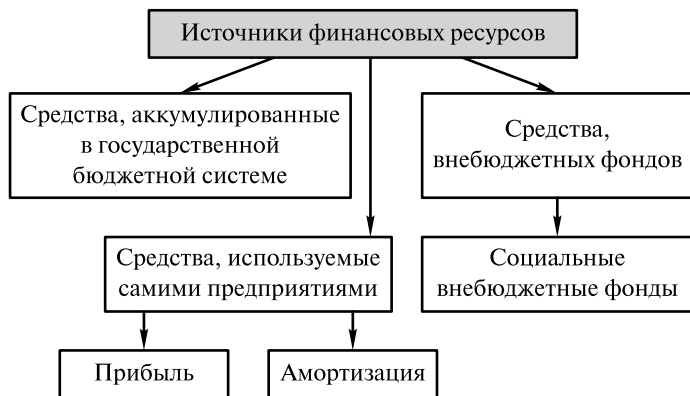 Источники финансовых ресурсов
Средства, аккумулированные
в государственной
бюджетной системе
Средства,
внебюджетных фондов
Средства, используемые
самими предприятиями
Социальные
внебюджетные фонды
Прибыль
Амортизация